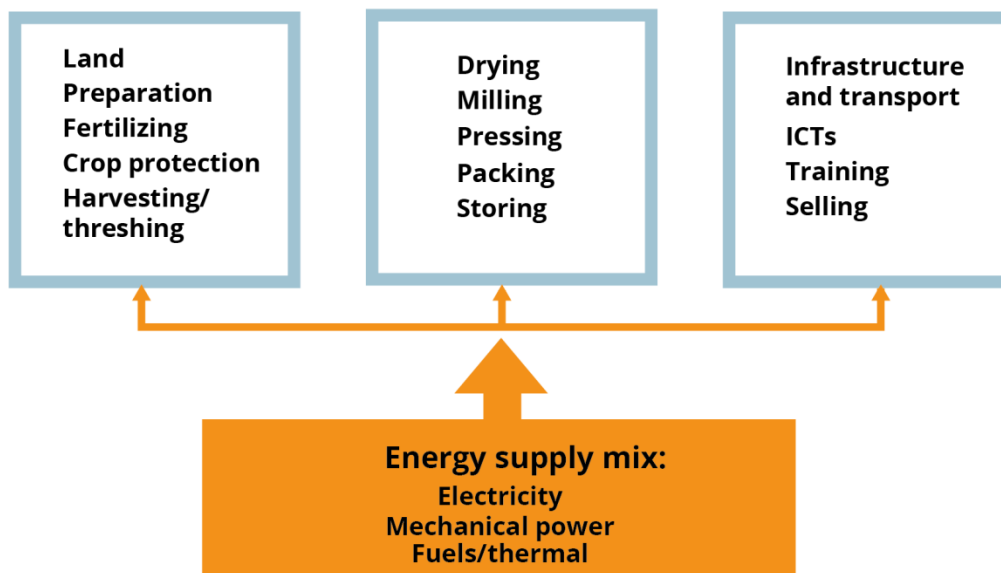 Land
Preparation
Fertilizing
Crop protection
Harvesting/
threshing
Drying
Milling
Pressing
Packing
Storing
Infrastructure
and transport
ICTs
Training
Selling
Energy supply mix:
Electricity
Mechanical power
Fuels/thermal